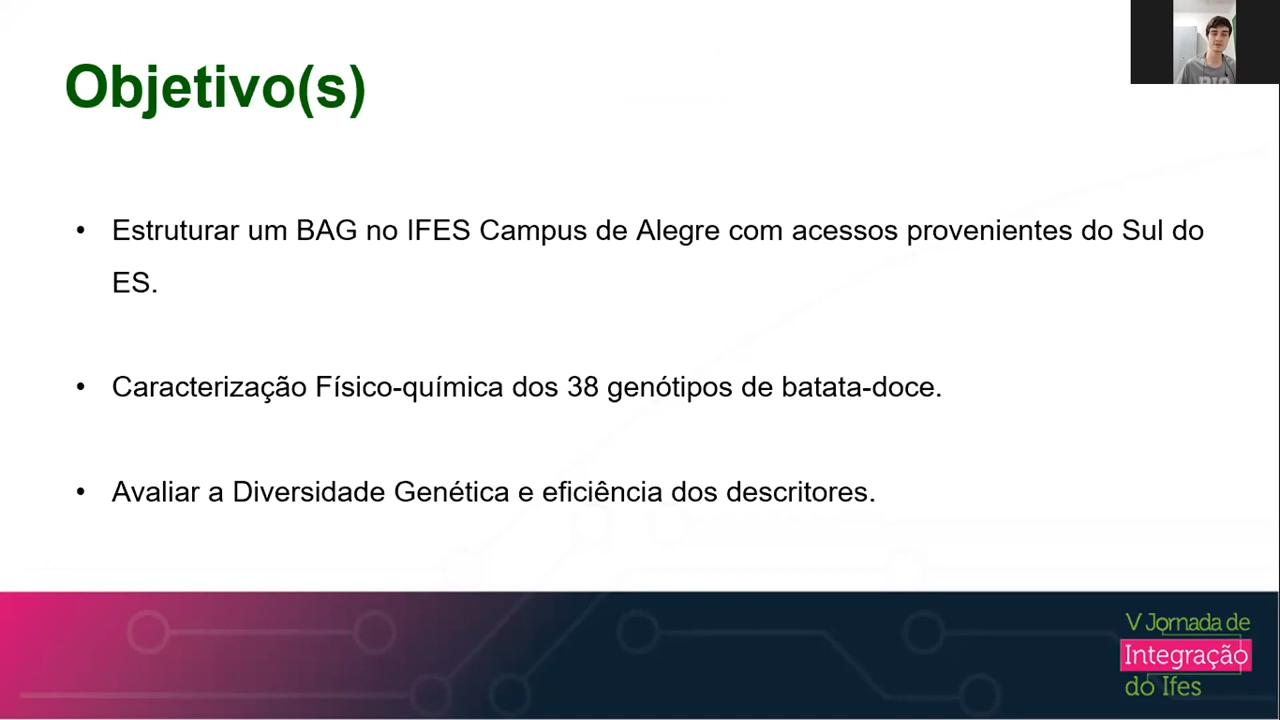 Objetivo(s)
• Estruturar um BAG no IFES Campus de Alegre com acessos provenientes do Sul do
ES.
• Caracterização Físico-química dos 38 genótipos de batata-doce.
• Avaliar a Diversidade Genética e eficiência dos descritores.
V Jornada de
Integração
do Ifes